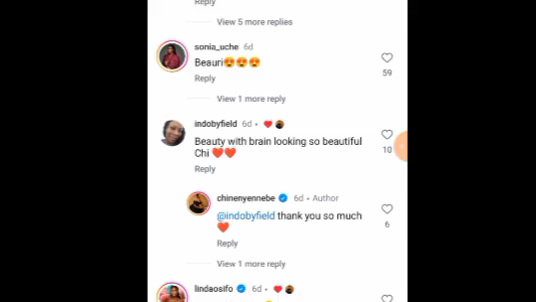 Reply
View 5 more replies
sonia_uche 6d
Beauri😍😍😍
59
Reply
View 1 more reply
indobyfield 6d •
Beauty with brain looking so beautiful
Chi ❤️❤️
10
Reply
chinenyennebe 6d • Author
@indobyfield thank you so much
❤️
6
Reply
View 1 more reply
lindaosifo 6d •